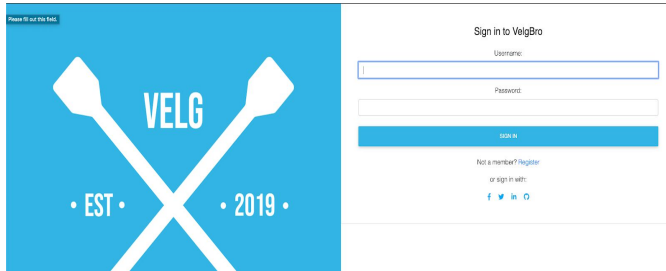 Please fill out this field.
VELG
• EST •
• 2019 •
Sign in to VelgBro
Username:
Password:
SIGN IN
Not a member? Register
or sign in with: